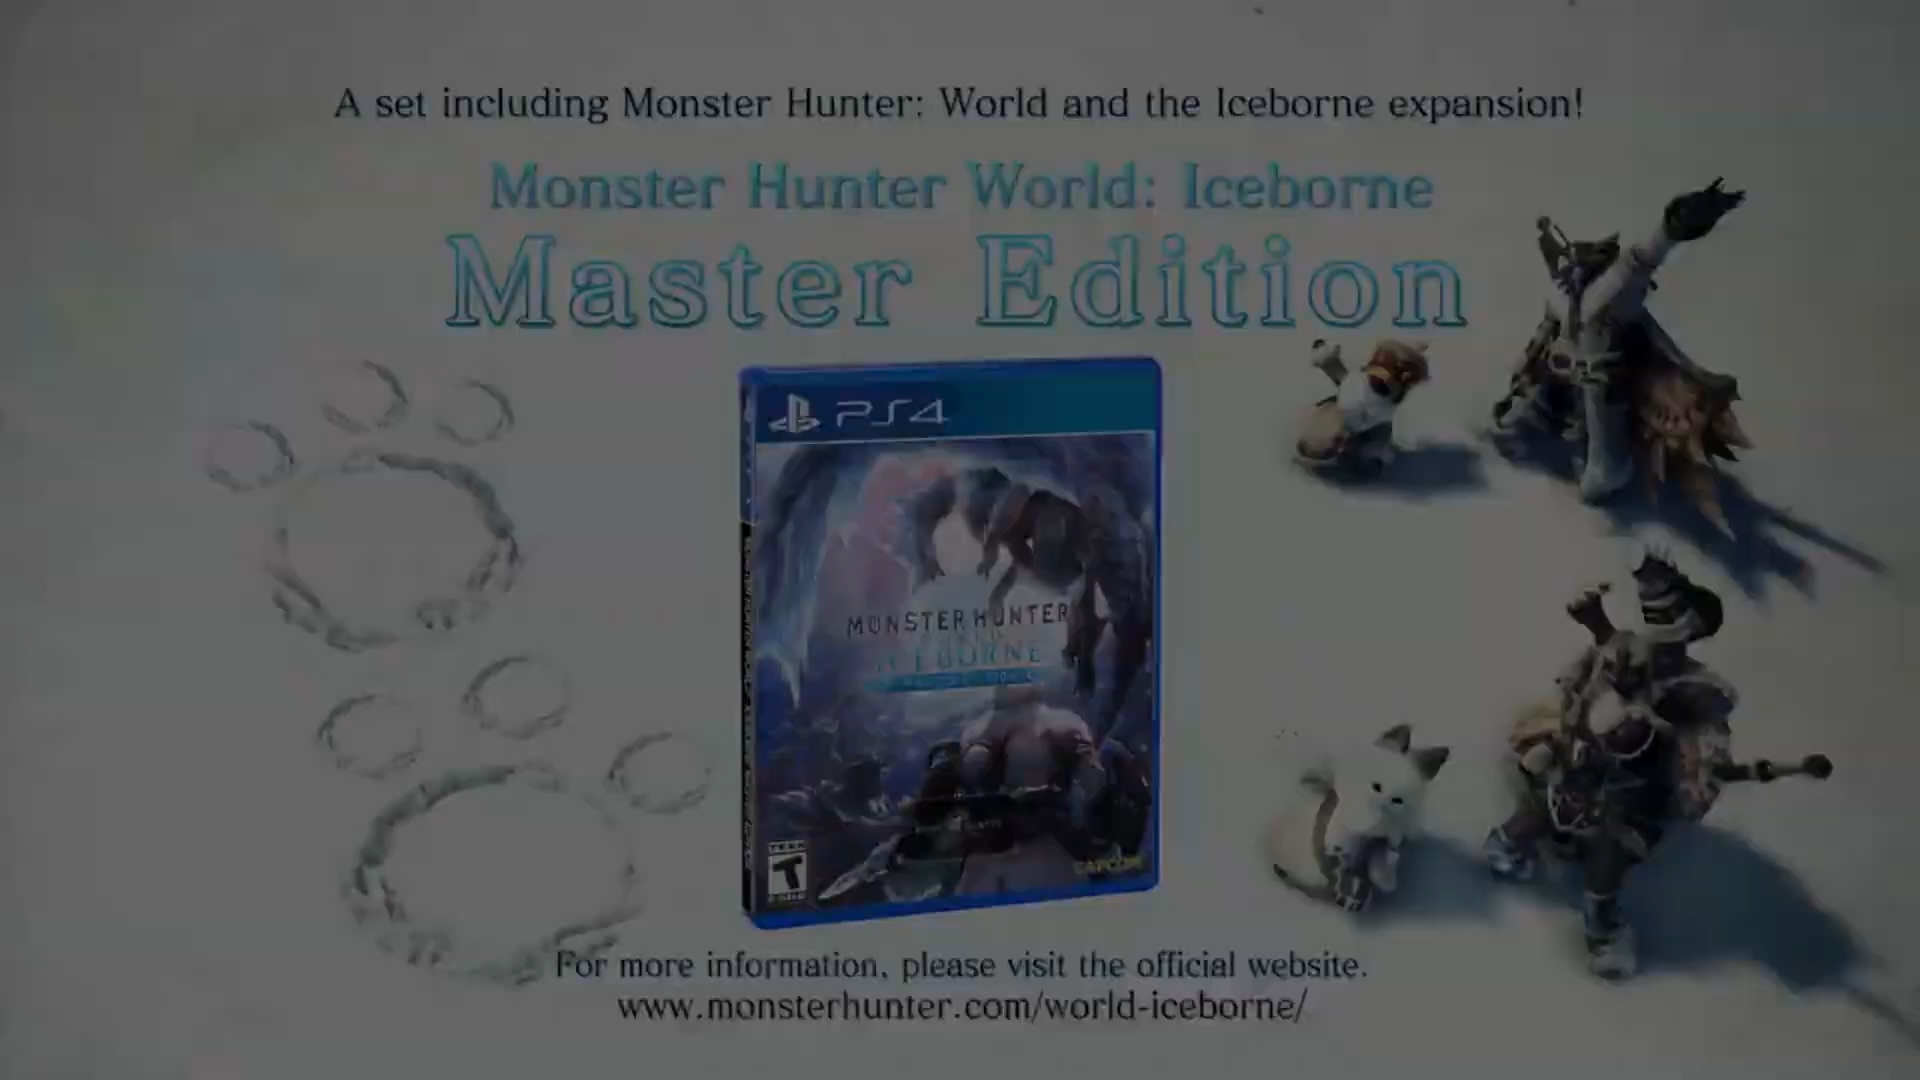 A set including Monster Hunter: World and the Iceborne expansion!
Monster Hunter World: Iceborne
Master Edition
PS4
MONSTER HUNTER
ICEBORNE
TEEN
T
CAPCOM
For more information, please visit the official website.
www.monsterhunter.com/world-iceborne/